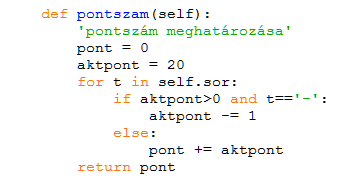 def pontszam(self):
    'pontszám meghatározása'
    pont = 0
    aktpont = 20
    for t in self.sor:
        if aktpont>0 and t=='-':
            aktpont -= 1
        else:
            pont += aktpont
    return pont